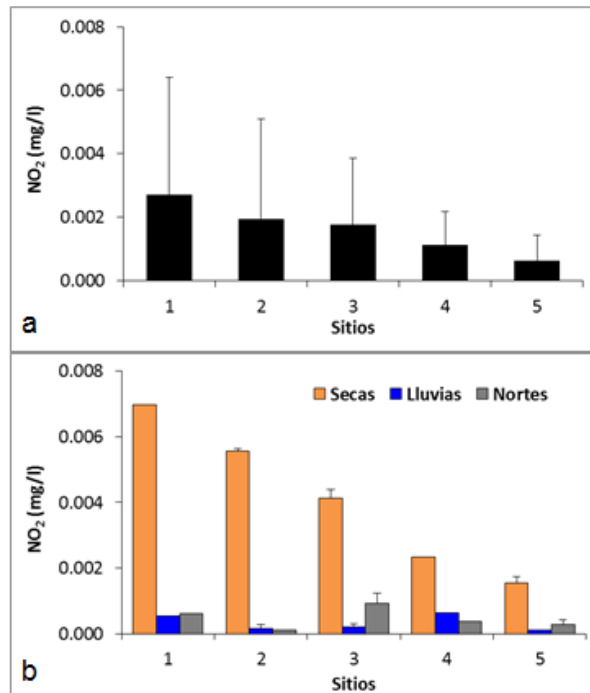 0.008
0.006
0.004
0.002
0.000
NO₂ (mg/l)
1 2 3 4 5
Sitios
a
0.008
0.006
0.004
0.002
0.000
NO₂ (mg/l)
Secas Lluvias Nortes
1 2 3 4 5
Sitios
b